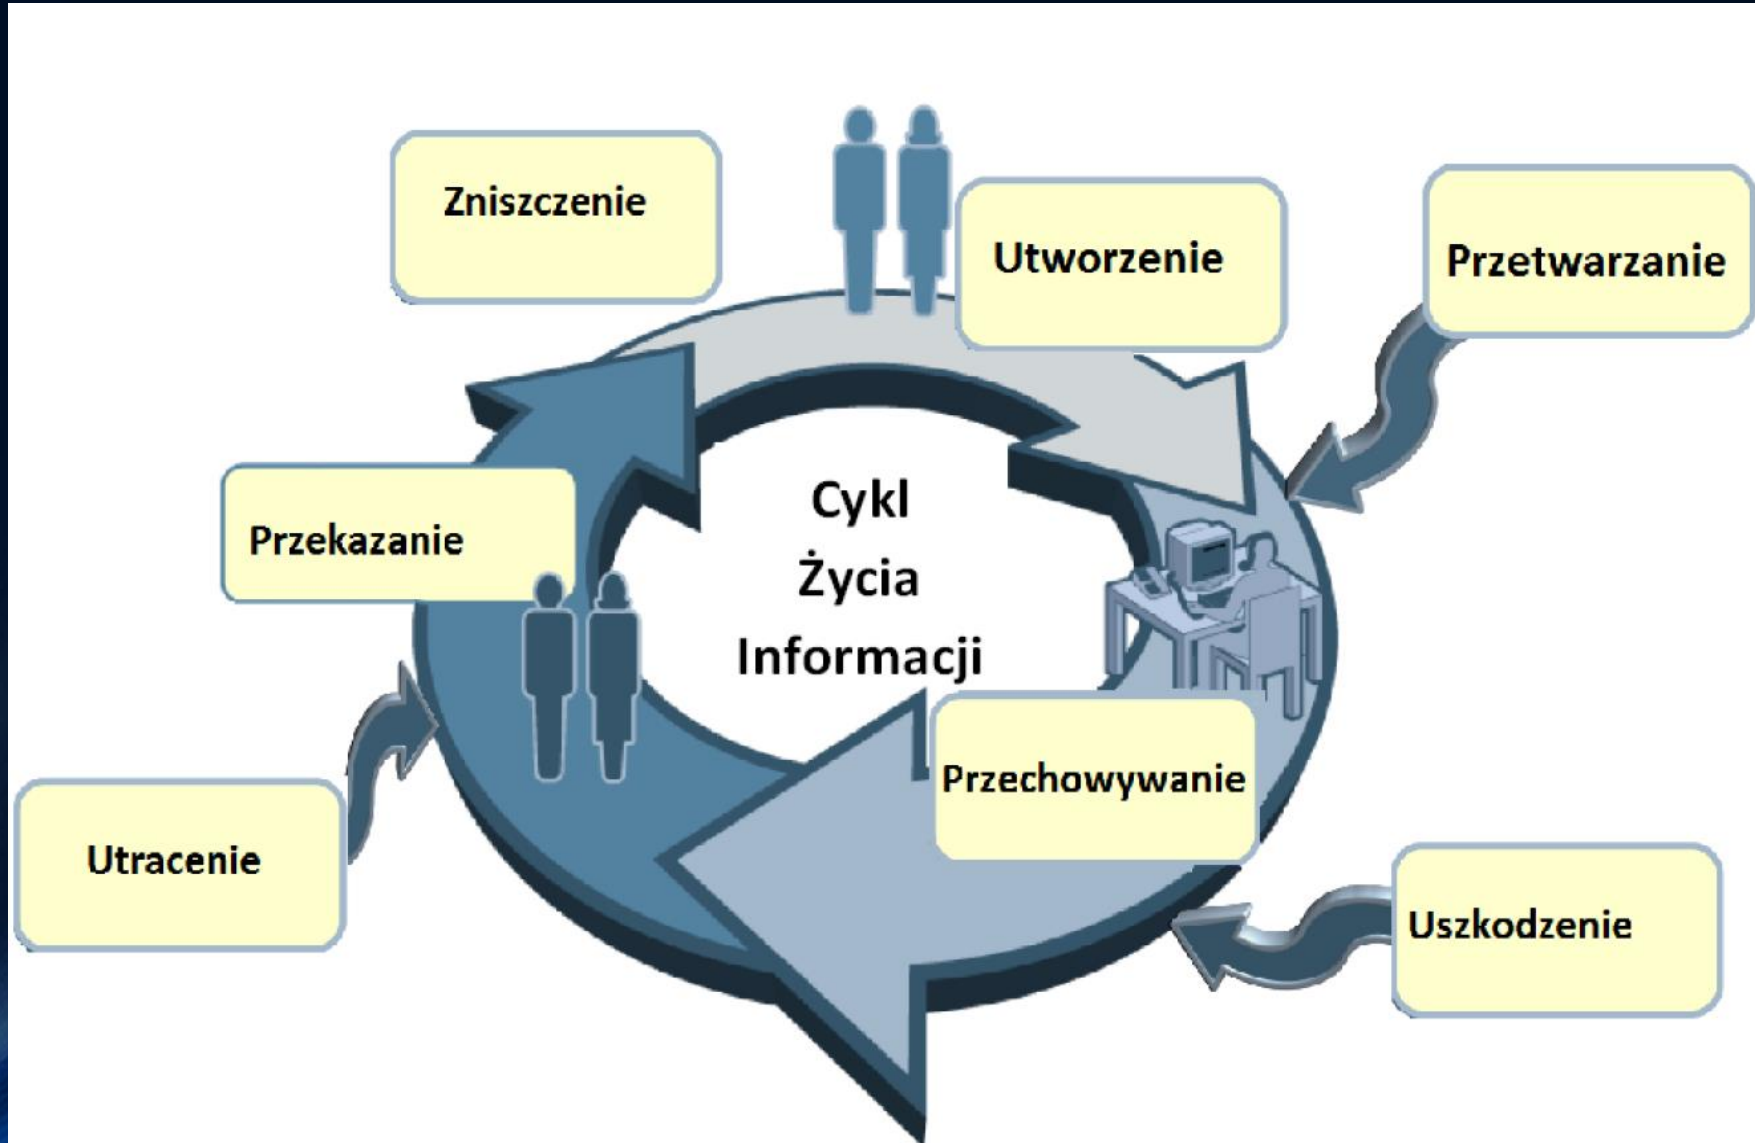 Zniszczenie
Utworzenie
Przetwarzanie
Przekazanie
Cykl
Życia
Informacji
Przechowywanie
Utracenie
Uszkodzenie